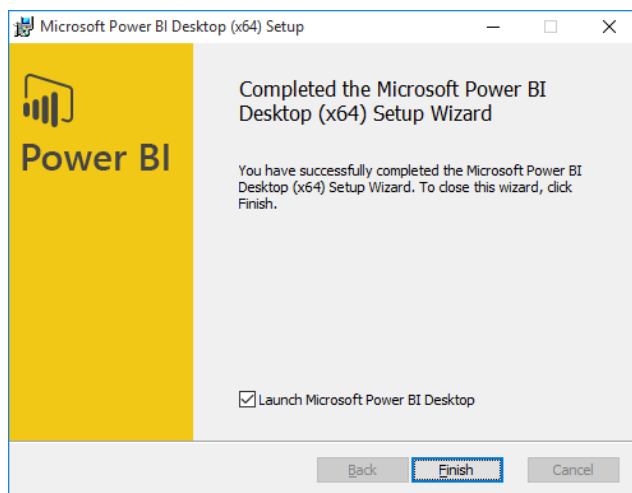 Microsoft Power BI Desktop (x64) Setup
Power BI
Completed the Microsoft Power BI
Desktop (x64) Setup Wizard
You have successfully completed the Microsoft Power BI
Desktop (x64) Setup Wizard. To close this wizard, click
Finish.
Launch Microsoft Power BI Desktop
Back Finish Cancel